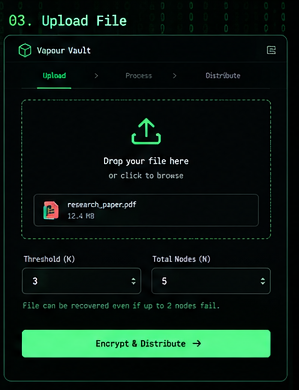 03. Upload File
Vapour Vault
Upload > Process > Distribute
Drop your file here
or click to browse
research_paper.pdf
12.4 MB
Threshold (K) Total Nodes (N)
3 5
File can be recovered even if up to 2 nodes fail.
Encrypt & Distribute →